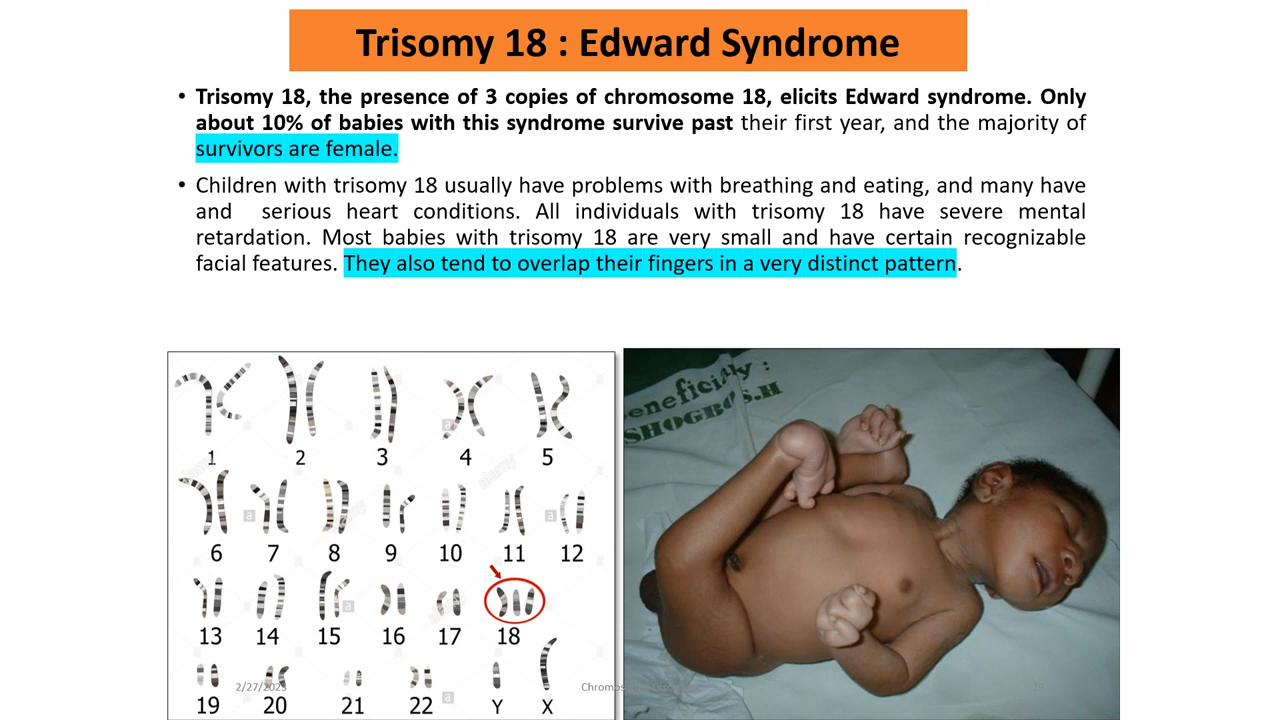 Trisomy 18 : Edward Syndrome
• Trisomy 18, the presence of 3 copies of chromosome 18, elicits Edward syndrome. Only
about 10% of babies with this syndrome survive past their first year, and the majority of
survivors are female.
• Children with trisomy 18 usually have problems with breathing and eating, and many have
and serious heart conditions. All individuals with trisomy 18 have severe mental
retardation. Most babies with trisomy 18 are very small and have certain recognizable
facial features. They also tend to overlap their fingers in a very distinct pattern.
1 2 3 4 5
6 7 8 9 10 11 12
13 14 15 16 17 18
19 20 21 22 Y X
2/27/2023
alamy
a
a
a
a
a
:
SHOGBOS.H